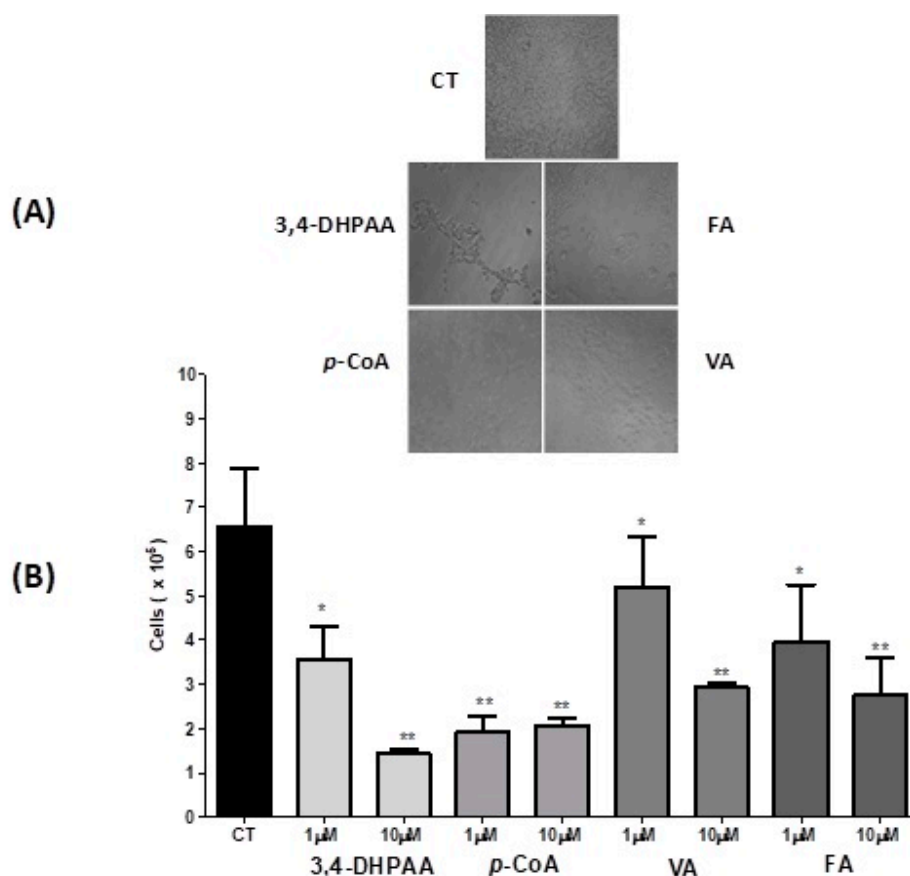 CT
(A)
3,4-DHPAA
FA
p-CoA
VA
(B)
Cells ( x 10⁵
10
9
8
7
6
5
4
3
2
1
0
*
**
**
**
*
**
*
**
CT
1µM
10µM
1µM
10µM
1µM
10µM
1µM
10µM
3,4-DHPAA
p-CoA
VA
FA